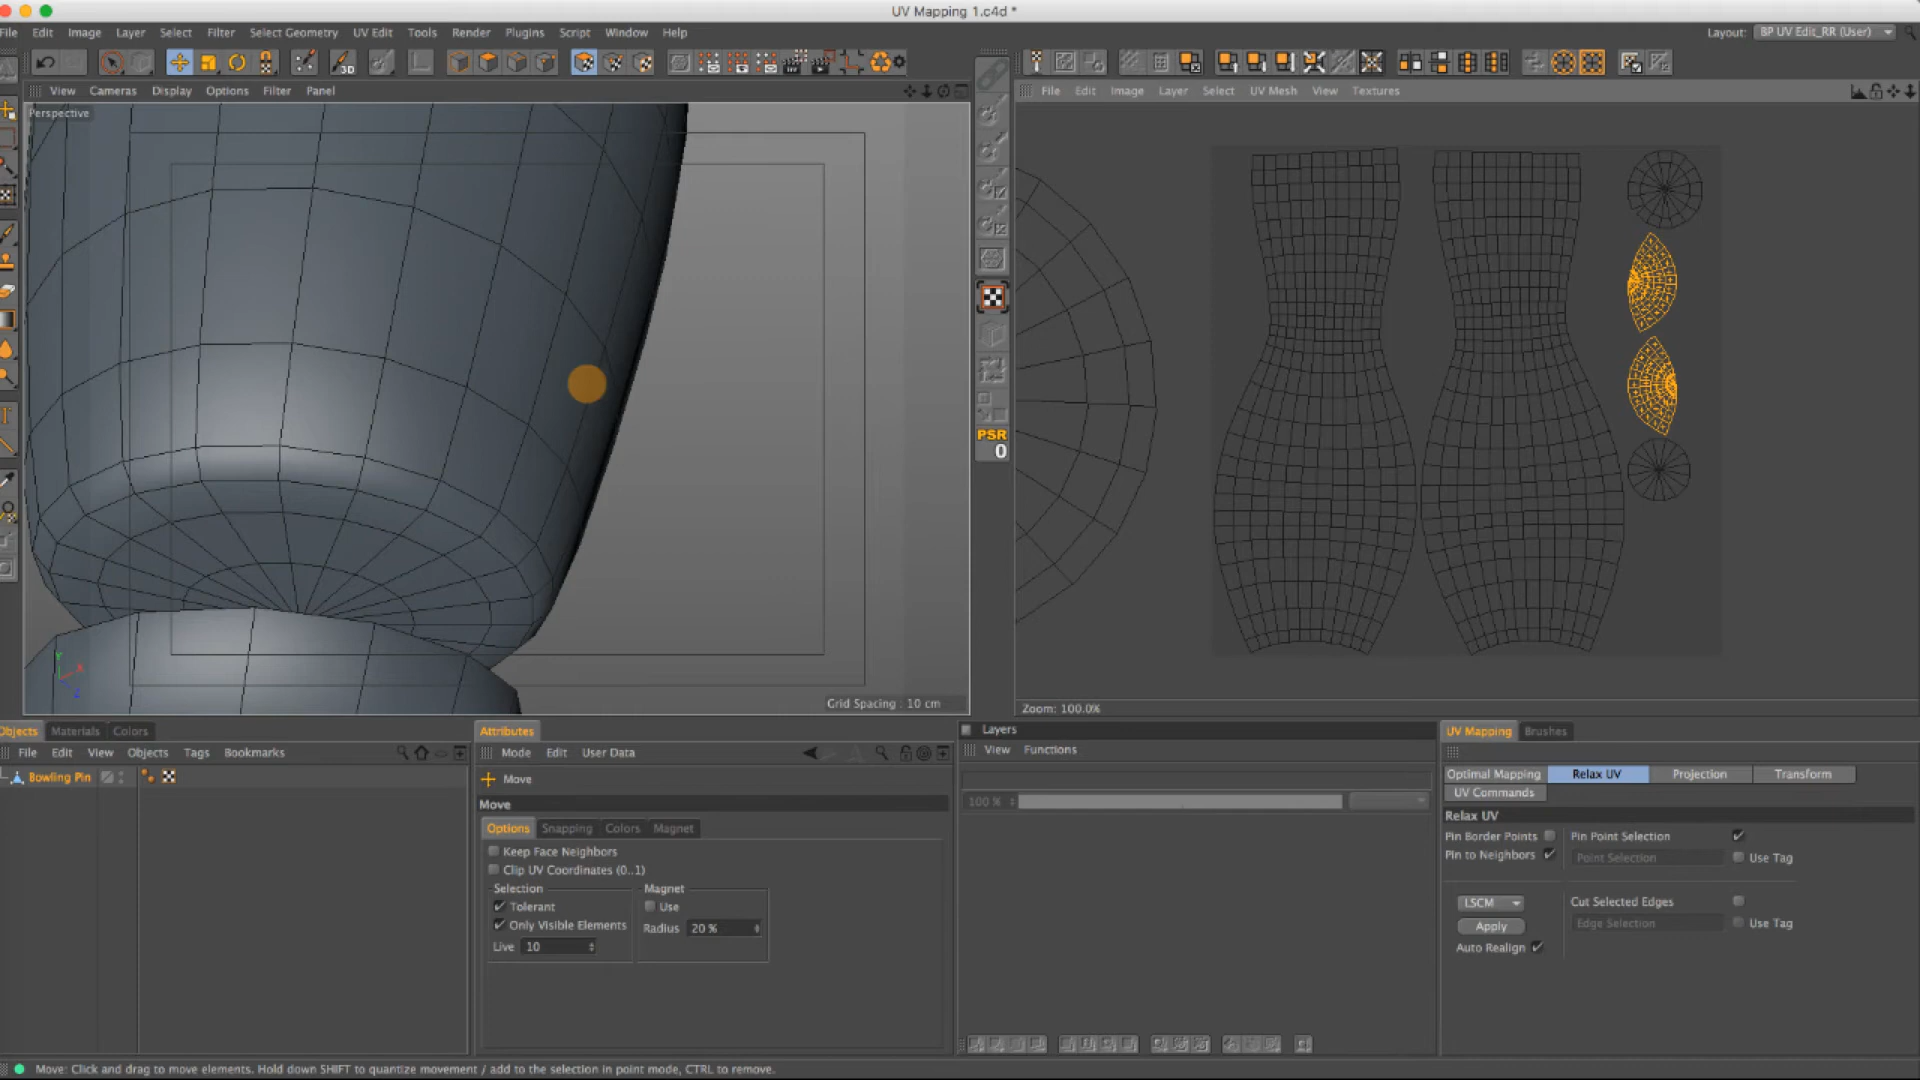 UV Mapping 1.c4d *
File Edit Image Layer Select Filter Select Geometry UV Edit Tools Render Plugins Script Window Help
Layout: BP UV Edit_RR (User)
3D
View Cameras Display Options Filter Panel
File Edit Image Layer Select UV Mesh View Textures
Perspective
PSR
0
Y
X
Z
Grid Spacing : 10 cm
Zoom: 100.0%
Objects Materials Colors
File Edit View Objects Tags Bookmarks
Bowling Pin
Attributes
Mode Edit User Data
Move
Move
Options Snapping Colors Magnet
Keep Face Neighbors
Clip UV Coordinates (0..1)
Selection Magnet
Tolerant Use
Only Visible Elements Radius 20 %
Live 10
Layers
View Functions
100 %
UV Mapping Brushes
Optimal Mapping Relax UV Projection Transform
UV Commands
Relax UV
Pin Border Points Pin Point Selection
Pin to Neighbors Point Selection Use Tag
LSCM Cut Selected Edges
Apply Edge Selection Use Tag
Auto Realign
Move: Click and drag to move elements. Hold down SHIFT to quantize movement / add to the selection in point mode, CTRL to remove.